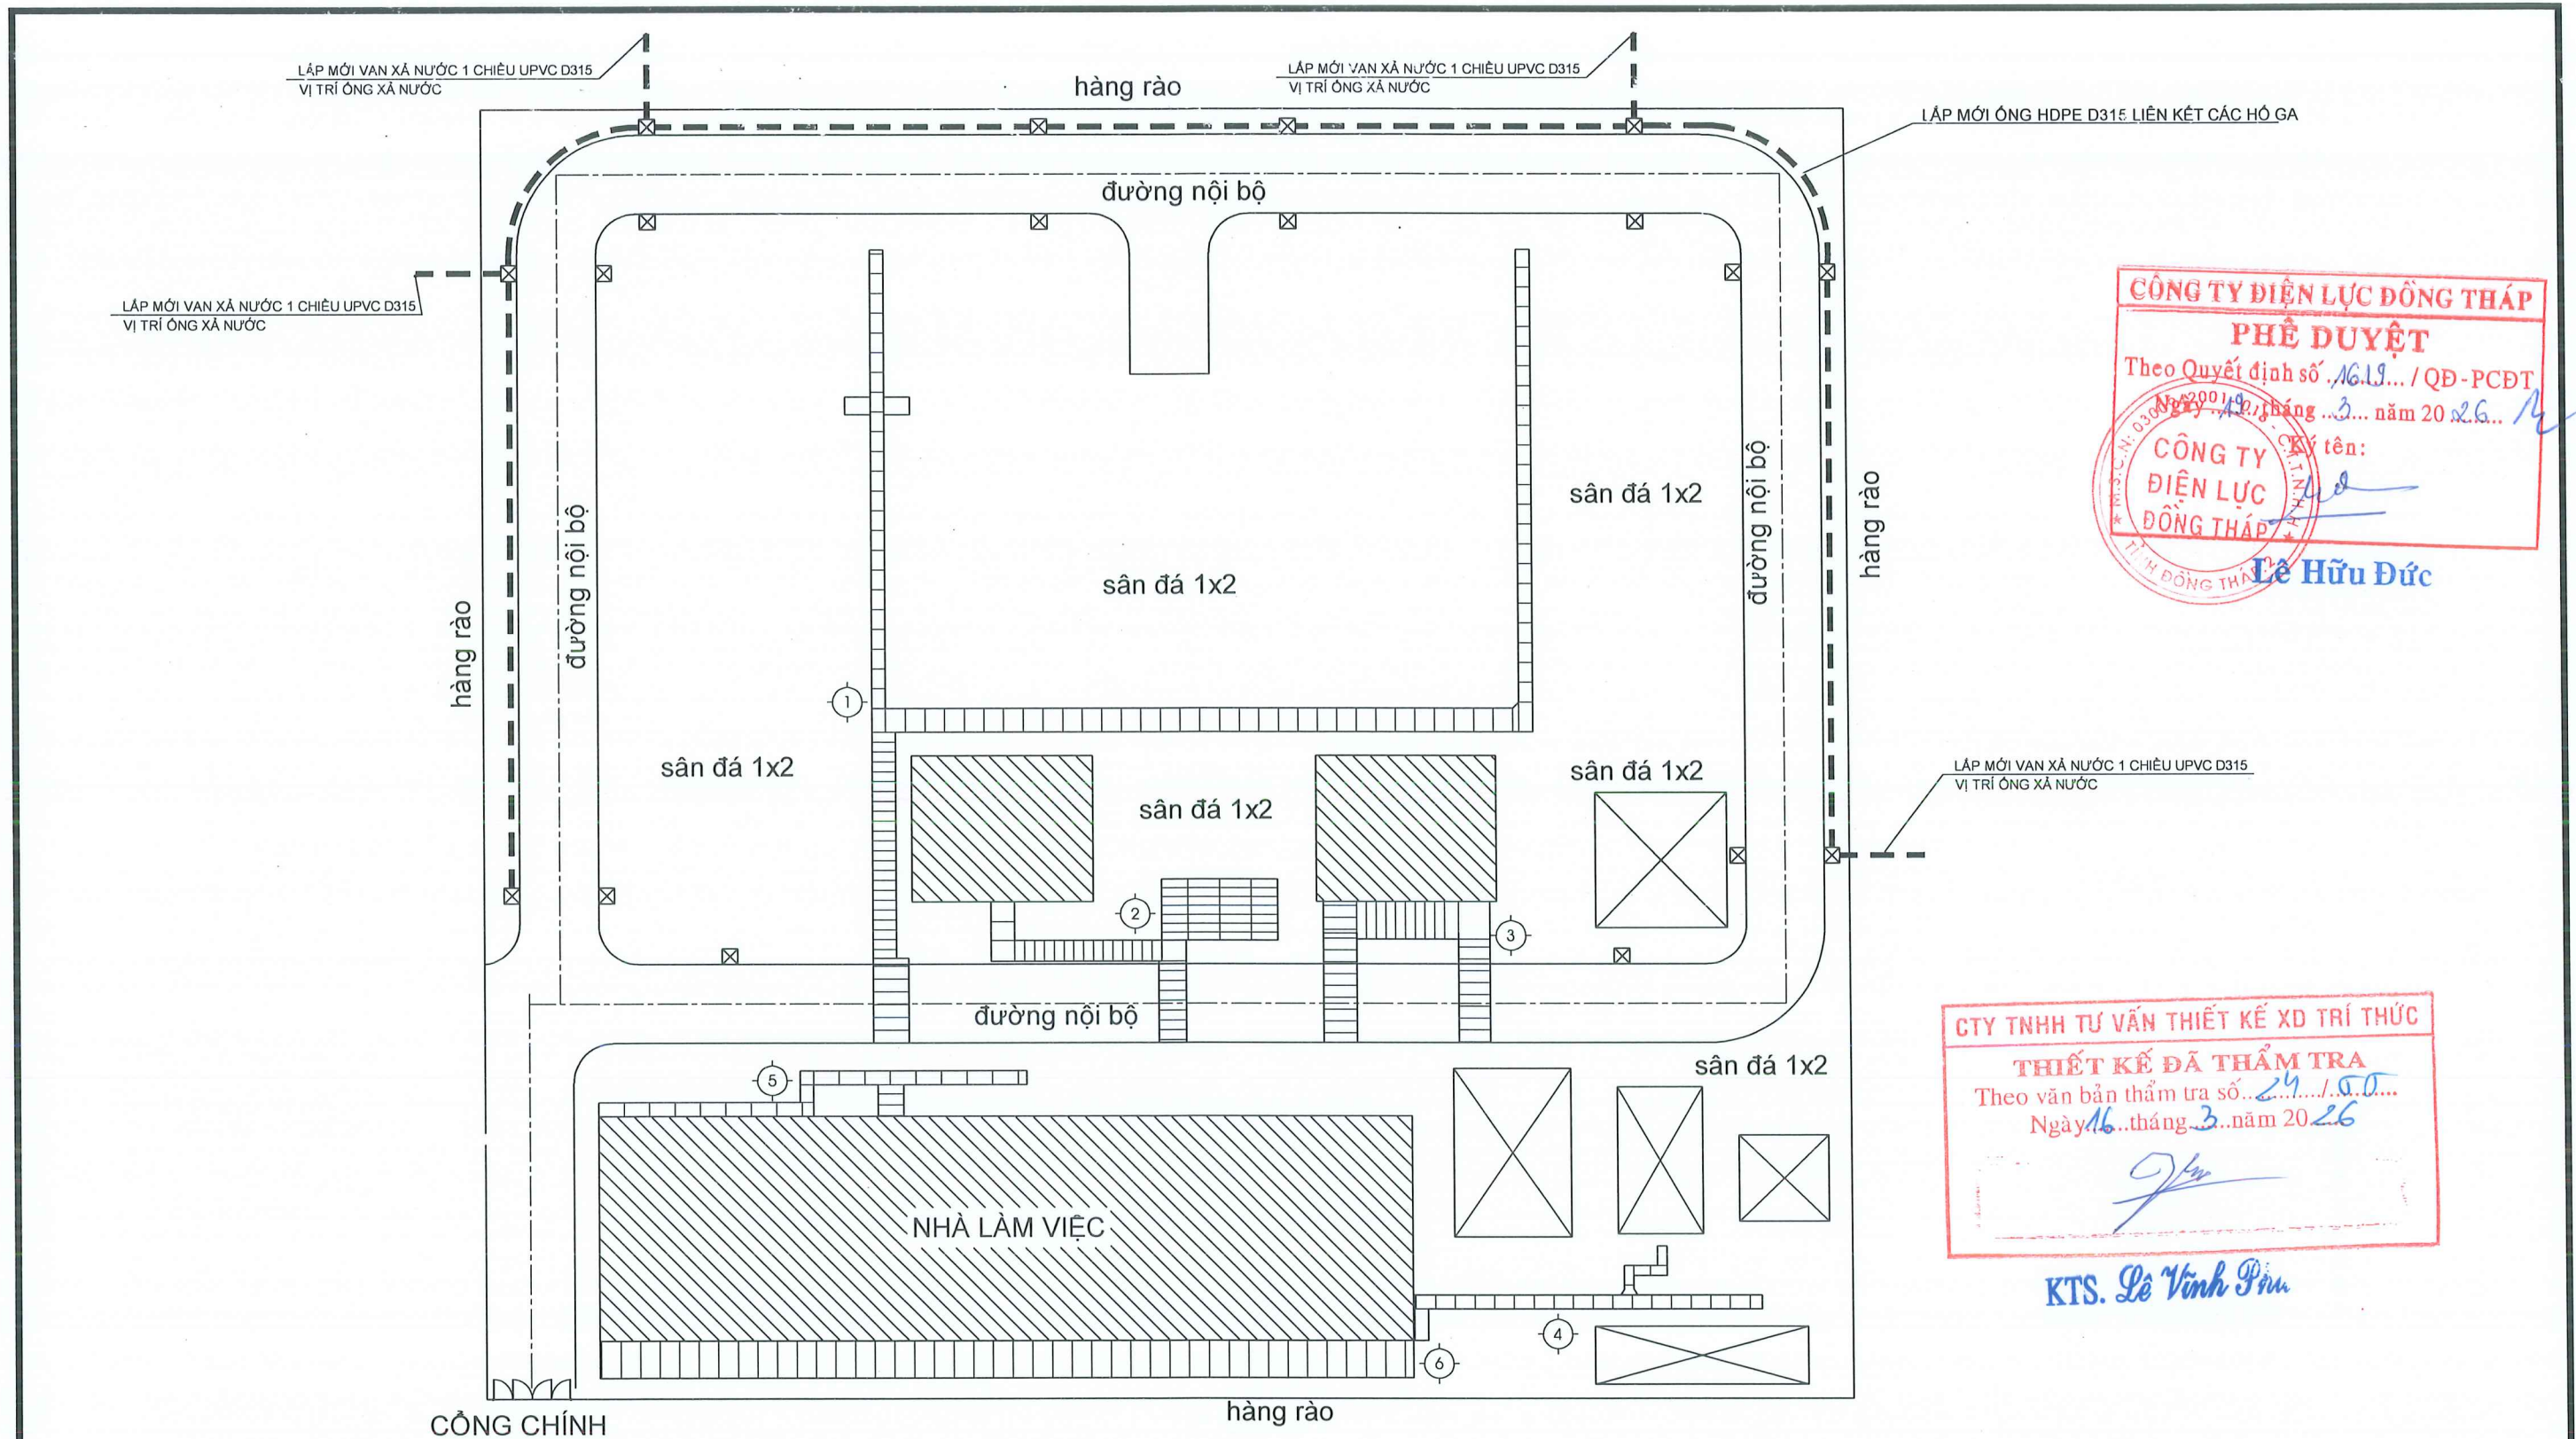 LẮP MỚI VAN XẢ NƯỚC 1 CHIỀU UPVC D315
VỊ TRÍ ỐNG XẢ NƯỚC
hàng rào
LẮP MỚI VAN XẢ NƯỚC 1 CHIỀU UPVC D315
VỊ TRÍ ỐNG XẢ NƯỚC
LẮP MỚI ỐNG HDPE D315 LIÊN KẾT CÁC HỐ GA
đường nội bộ
LẮP MỚI VAN XẢ NƯỚC 1 CHIỀU UPVC D315
VỊ TRÍ ỐNG XẢ NƯỚC
CÔNG TY ĐIỆN LỰC ĐỒNG THÁP
PHÊ DUYỆT
Theo Quyết định số 1619 / QĐ-PCĐT
Ngày 19 tháng 3 năm 2026
Ký tên:
CÔNG TY
ĐIỆN LỰC
ĐỒNG THÁP
TỈNH ĐỒNG THÁP
Lê Hữu Đức
sân đá 1x2
đường nội bộ
hàng rào
sân đá 1x2
đường nội bộ
hàng rào
1
sân đá 1x2
sân đá 1x2
sân đá 1x2
LẮP MỚI VAN XẢ NƯỚC 1 CHIỀU UPVC D315
VỊ TRÍ ỐNG XẢ NƯỚC
2
3
đường nội bộ
CTY TNHH TƯ VẤN THIẾT KẾ XD TRÍ THỨC
THIẾT KẾ ĐÃ THẨM TRA
Theo văn bản thẩm tra số 24/
Ngày 16 tháng 3 năm 2026
KTS. Lê Vĩnh
sân đá 1x2
5
NHÀ LÀM VIỆC
4
6
hàng rào
CỔNG CHÍNH